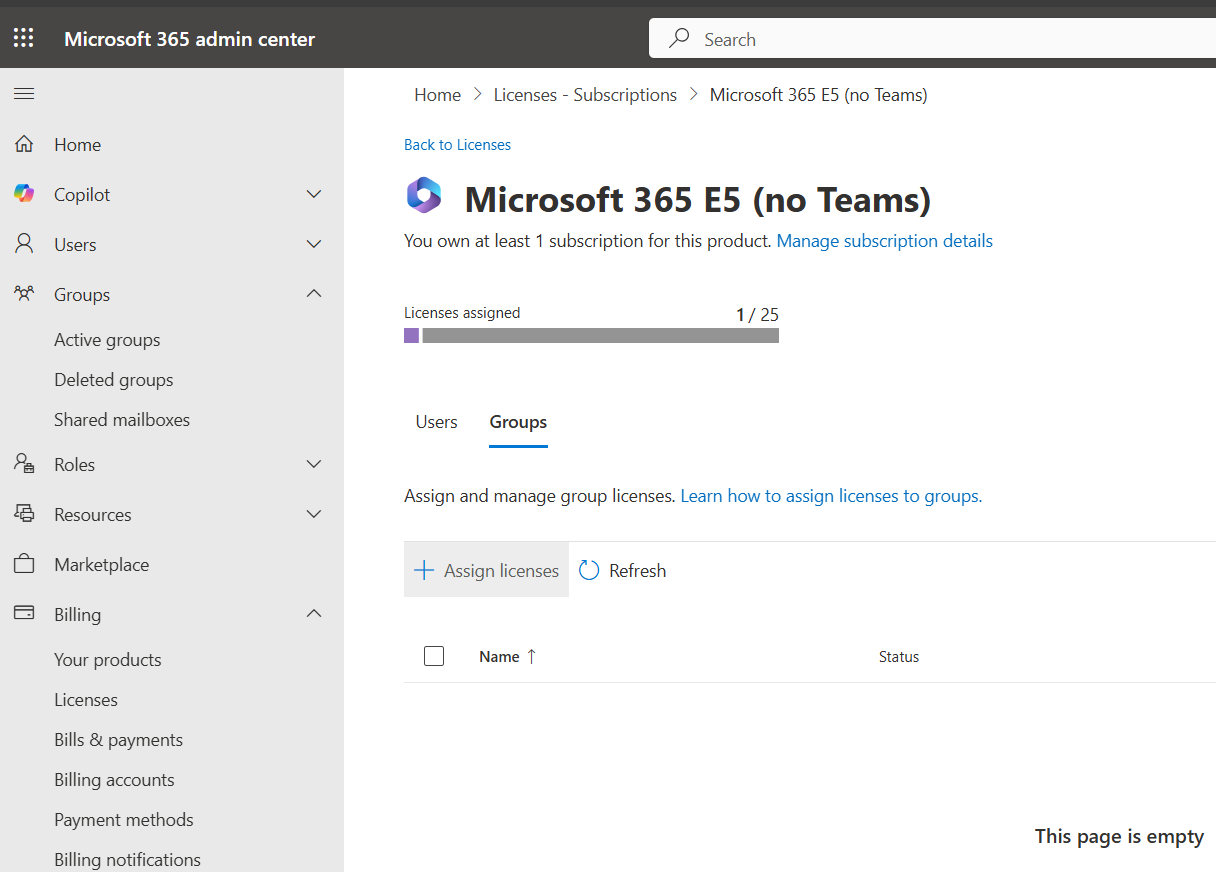 Microsoft 365 admin center
Search
Home
Copilot
Users
Groups
Active groups
Deleted groups
Shared mailboxes
Roles
Resources
Marketplace
Billing
Your products
Licenses
Bills & payments
Billing accounts
Payment methods
Billing notifications
Home > Licenses - Subscriptions > Microsoft 365 E5 (no Teams)
Back to Licenses
Microsoft 365 E5 (no Teams)
You own at least 1 subscription for this product. Manage subscription details
Licenses assigned 1 / 25
Users Groups
Assign and manage group licenses. Learn how to assign licenses to groups.
+ Assign licenses Refresh
Name ↑ Status
This page is empty